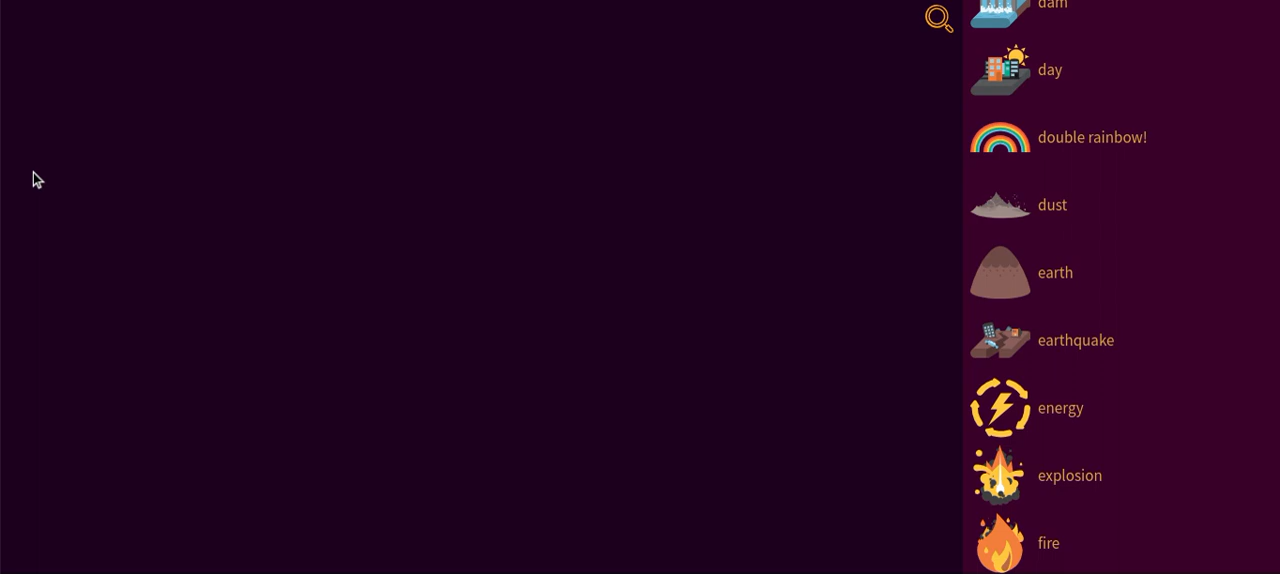 dam
day
double rainbow!
dust
earth
earthquake
energy
explosion
fire